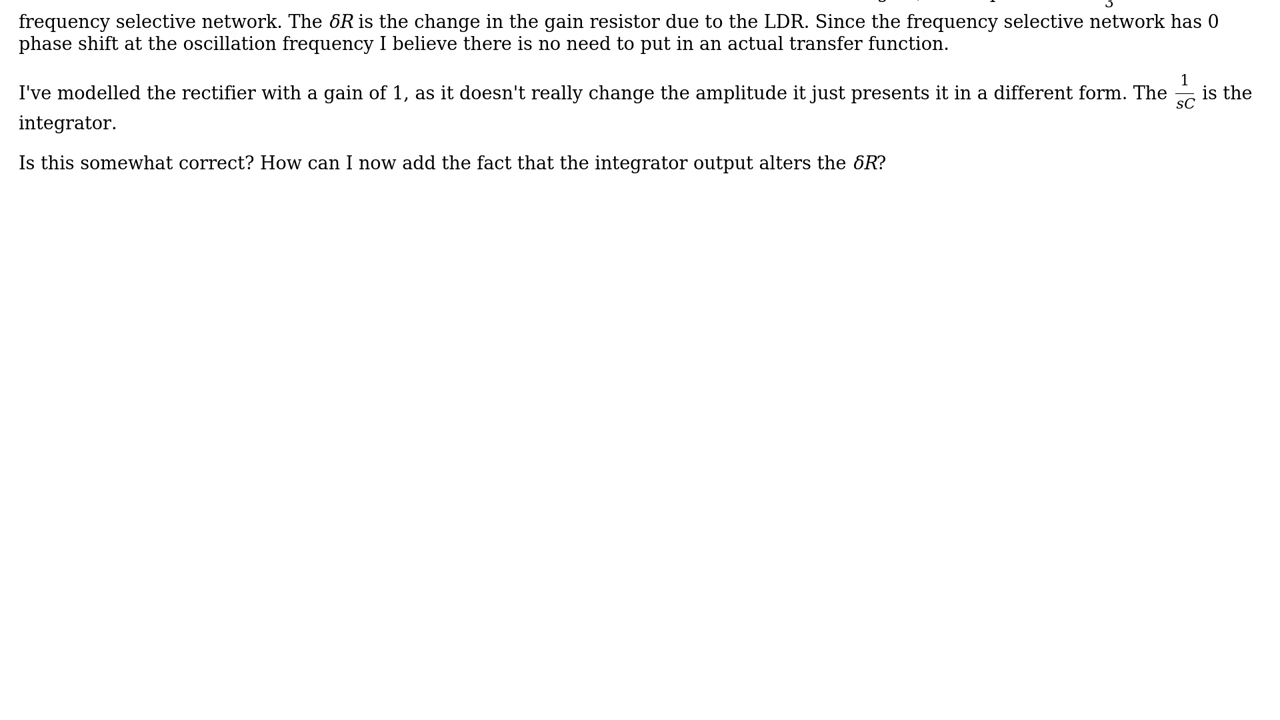 3
frequency selective network. The δR is the change in the gain resistor due to the LDR. Since the frequency selective network has 0
phase shift at the oscillation frequency I believe there is no need to put in an actual transfer function.
I've modelled the rectifier with a gain of 1, as it doesn't really change the amplitude it just presents it in a different form. The 1/sC is the
integrator.
Is this somewhat correct? How can I now add the fact that the integrator output alters the δR?